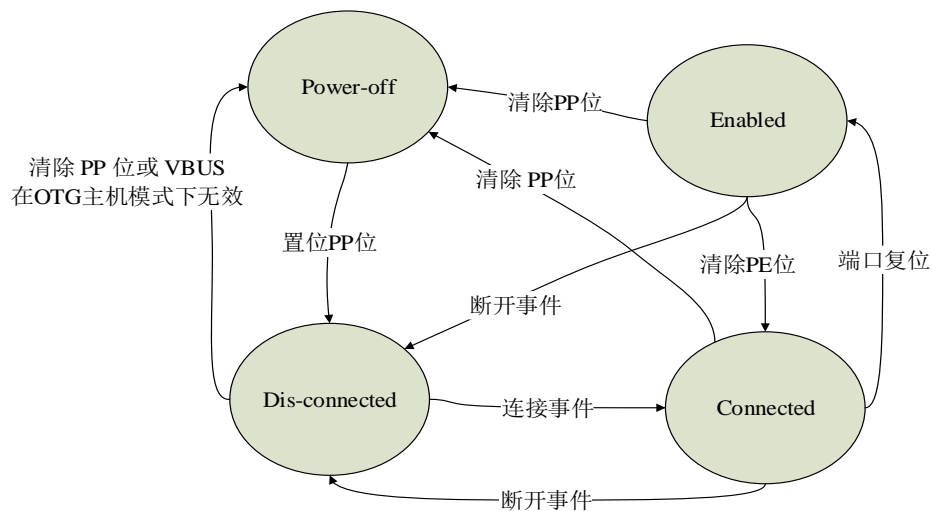 Power-off
Enabled
清除PP位
清除 PP 位或 VBUS
在OTG主机模式下无效
清除 PP位
置位PP位
清除PE位
端口复位
断开事件
Dis-connected
连接事件
Connected
断开事件